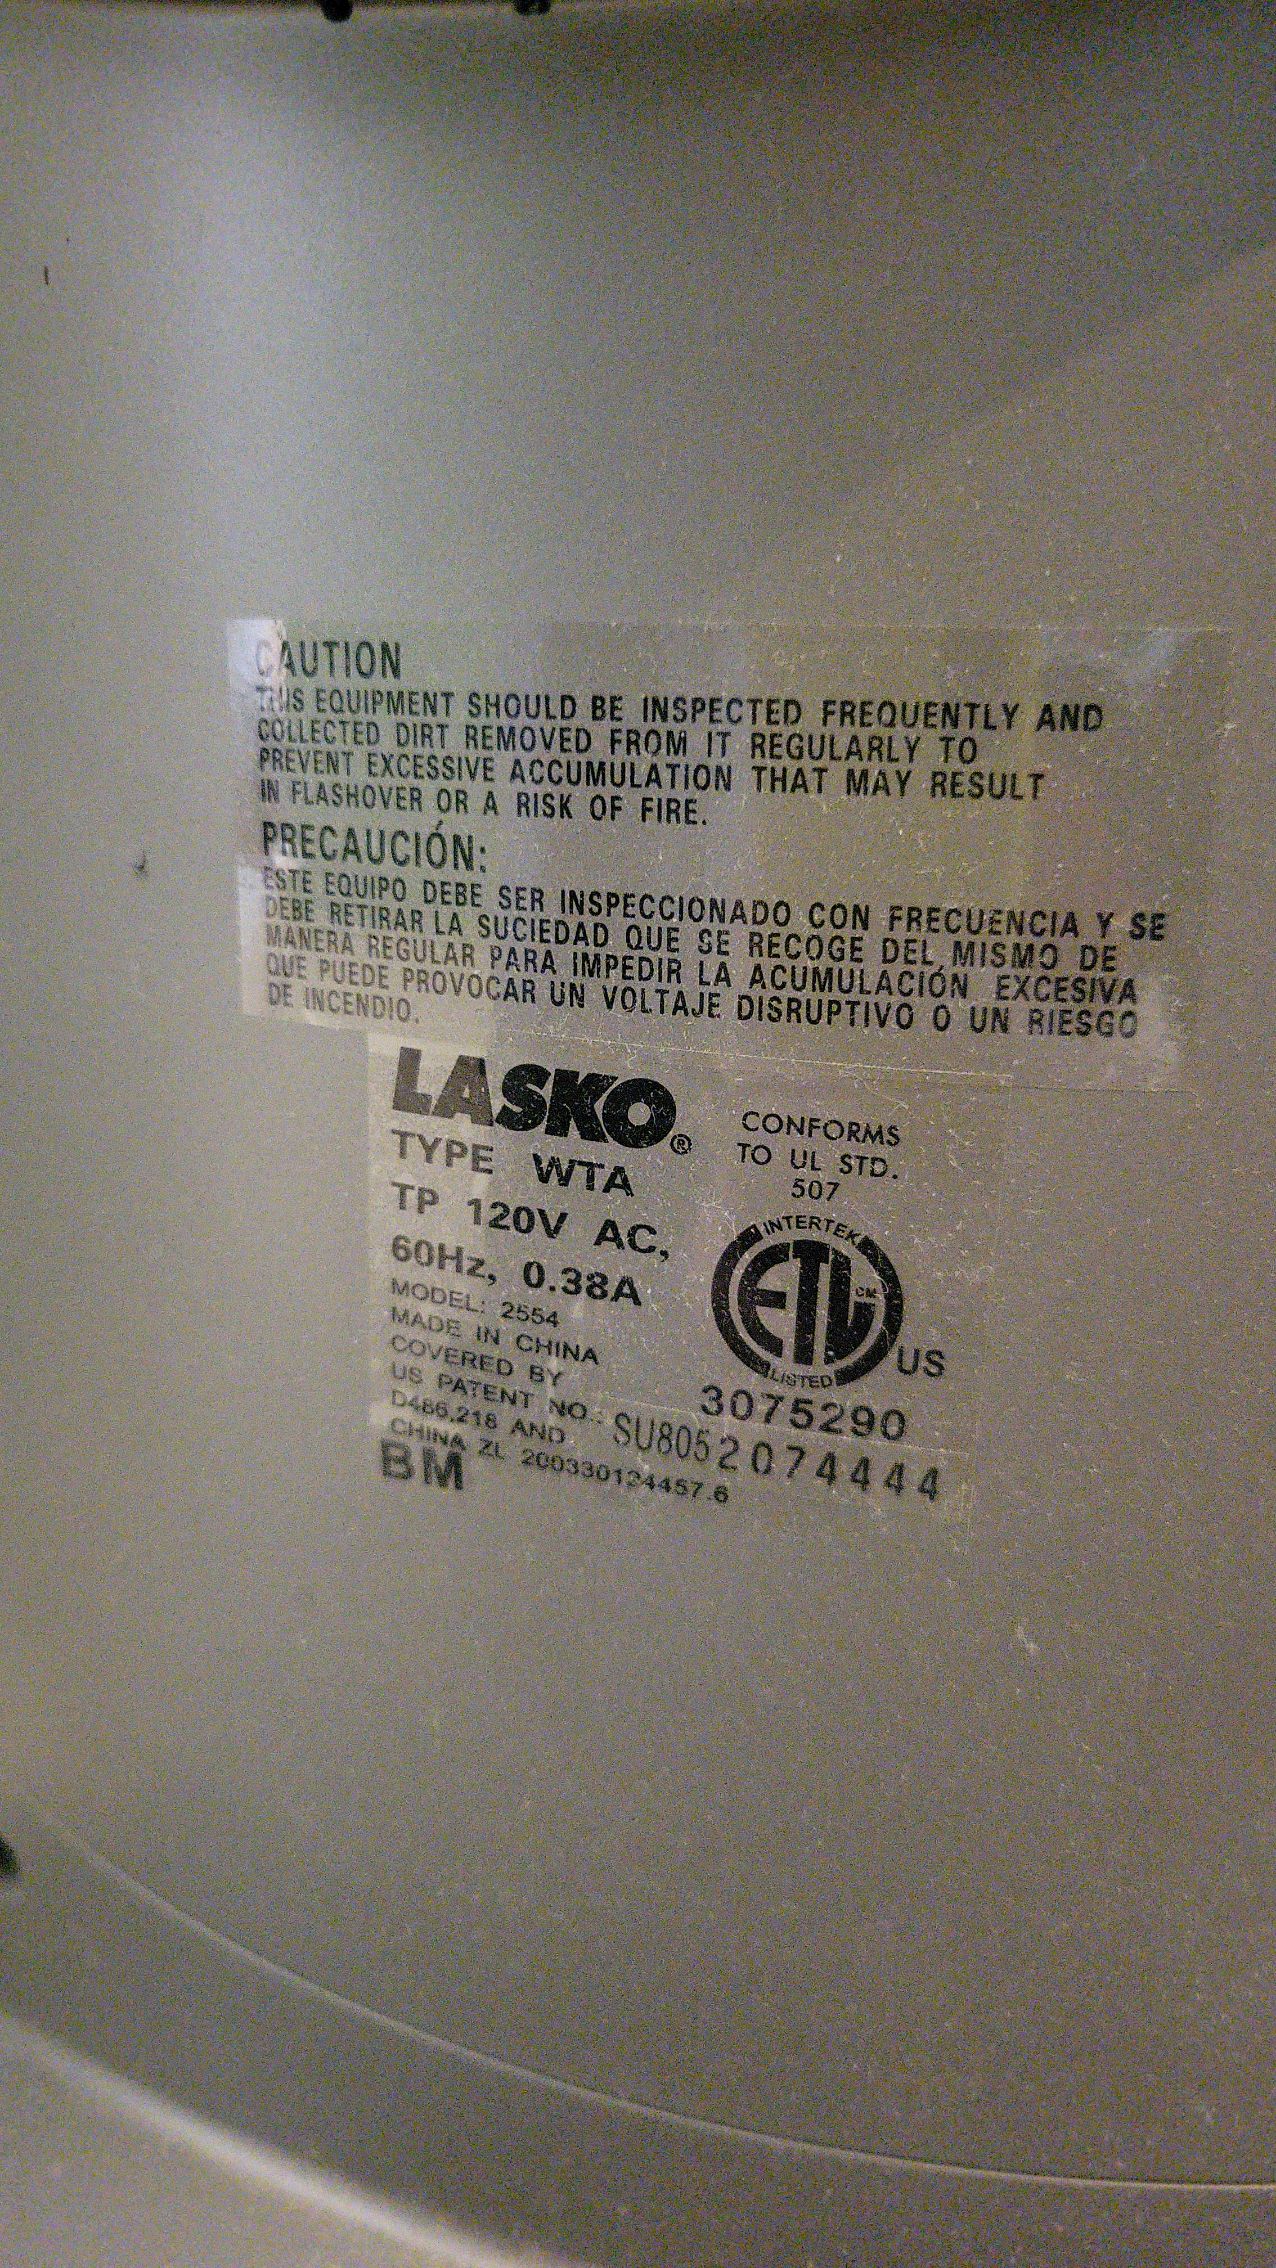 CAUTION
THIS EQUIPMENT SHOULD BE INSPECTED FREQUENTLY AND
COLLECTED DIRT REMOVED FROM IT REGULARLY TO
PREVENT EXCESSIVE ACCUMULATION THAT MAY RESULT
IN FLASHOVER OR A RISK OF FIRE.
PRECAUCIÓN:
ESTE EQUIPO DEBE SER INSPECCIONADO CON FRECUENCIA Y SE
DEBE RETIRAR LA SUCIEDAD QUE SE RECOGE DEL MISMO DE
MANERA REGULAR PARA IMPEDIR LA ACUMULACIÓN EXCESIVA
QUE PUEDE PROVOCAR UN VOLTAJE DISRUPTIVO O UN RIESGO
DE INCENDIO.
LASKO®
TYPE WTA
TP 120V AC,
60Hz, 0.38A
MODEL: 2554
MADE IN CHINA
COVERED BY
US PATENT NO.:
D486,218 AND
CHINA ZL 200330124457.6
BM
CONFORMS
TO UL STD.
507
INTERTEK
ETL CM
LISTED
US
3075290
SU8052074444